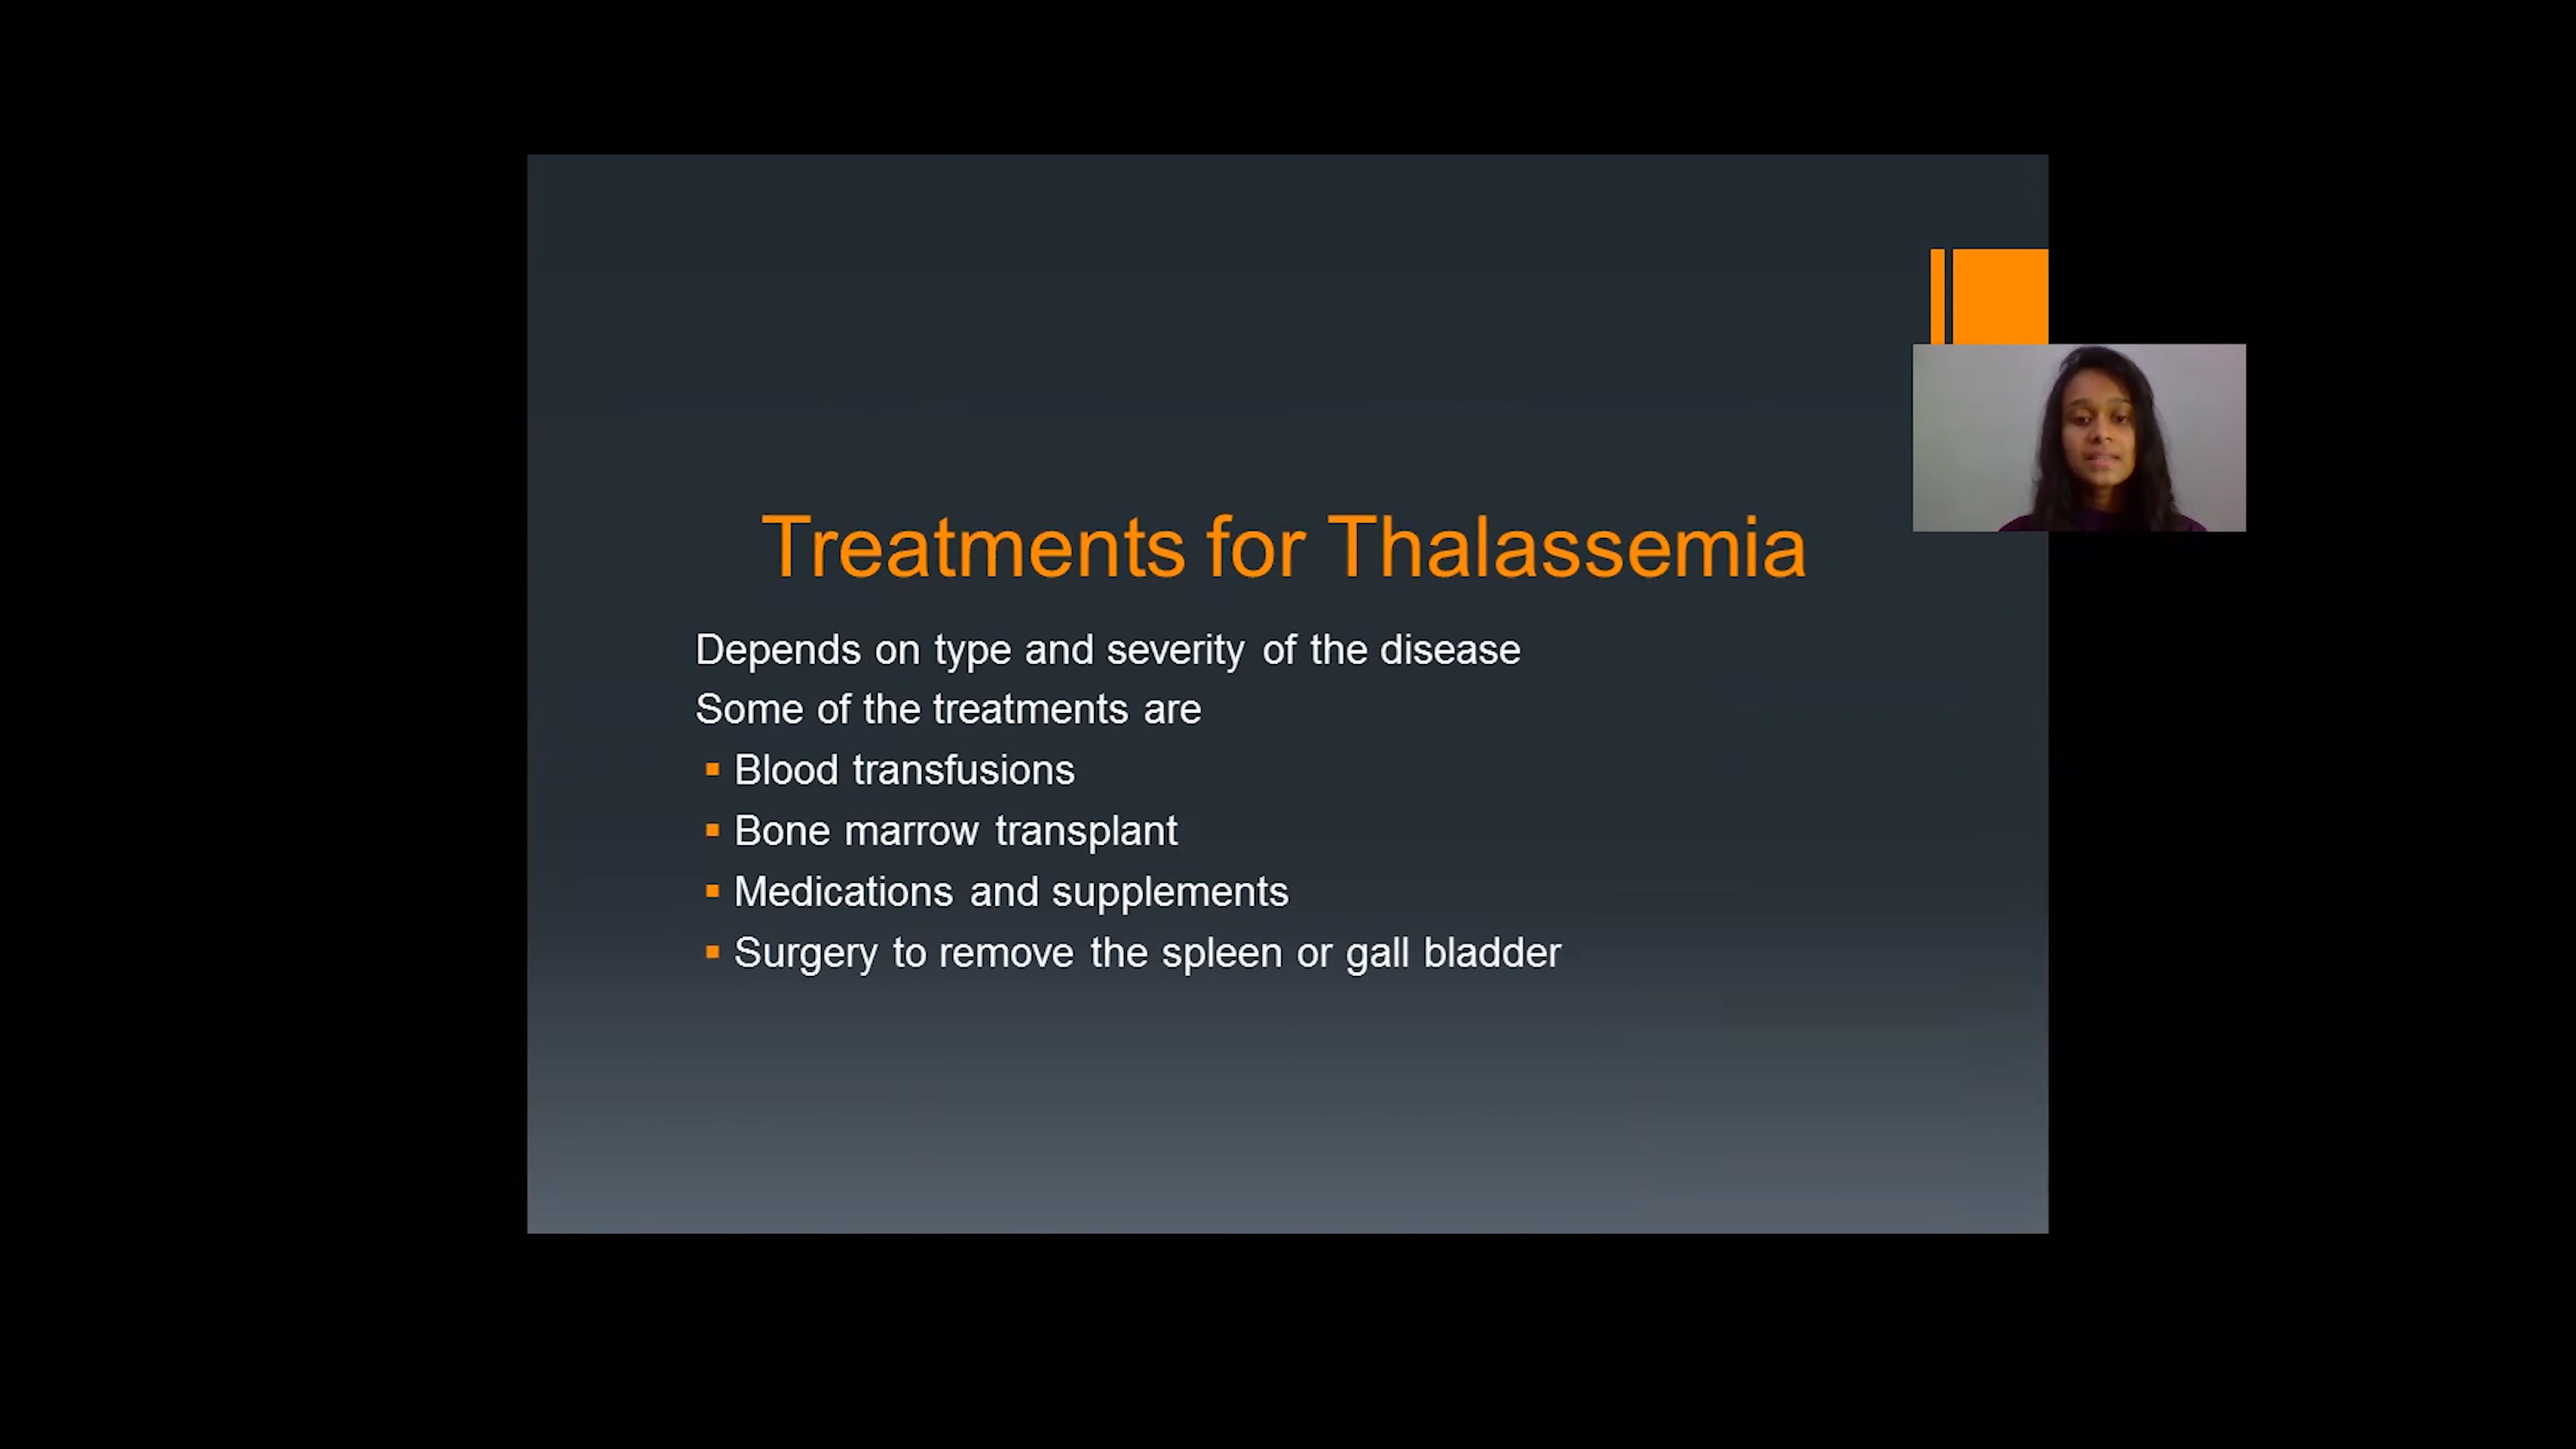 Treatments for Thalassemia
Depends on type and severity of the disease
Some of the treatments are
Blood transfusions
Bone marrow transplant
Medications and supplements
Surgery to remove the spleen or gall bladder